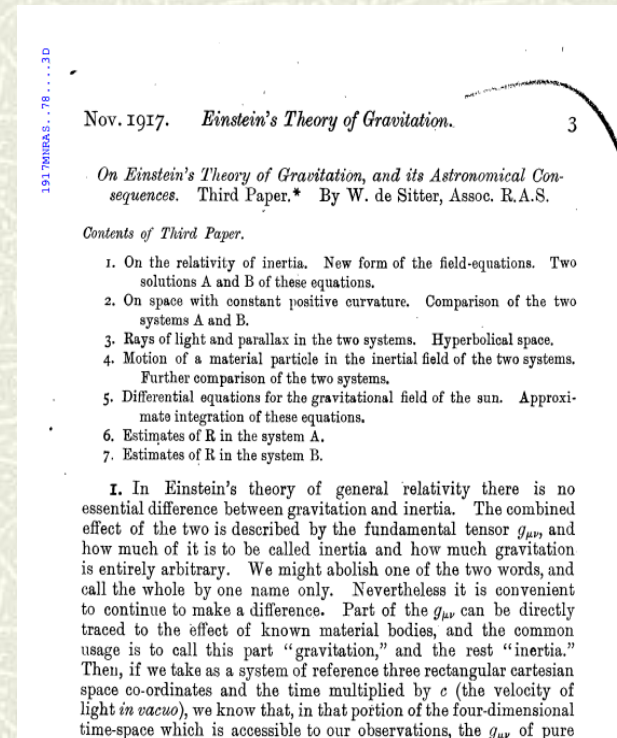 1917MNRAS..78....3D
Nov. 1917. Einstein's Theory of Gravitation. 3
On Einstein's Theory of Gravitation, and its Astronomical Con-
sequences. Third Paper.* By W. de Sitter, Assoc. R.A.S.
Contents of Third Paper.
1. On the relativity of inertia. New form of the field-equations. Two
solutions A and B of these equations.
2. On space with constant positive curvature. Comparison of the two
systems A and B.
3. Rays of light and parallax in the two systems. Hyperbolical space.
4. Motion of a material particle in the inertial field of the two systems.
Further comparison of the two systems.
5. Differential equations for the gravitational field of the sun. Approxi-
mate integration of these equations.
6. Estimates of R in the system A.
7. Estimates of R in the system B.
1. In Einstein's theory of general relativity there is no
essential difference between gravitation and inertia. The combined
effect of the two is described by the fundamental tensor gμν, and
how much of it is to be called inertia and how much gravitation
is entirely arbitrary. We might abolish one of the two words, and
call the whole by one name only. Nevertheless it is convenient
to continue to make a difference. Part of the gμν can be directly
traced to the effect of known material bodies, and the common
usage is to call this part “gravitation,” and the rest “inertia.”
Then, if we take as a system of reference three rectangular cartesian
space co-ordinates and the time multiplied by c (the velocity of
light in vacuo), we know that, in that portion of the four-dimensional
time-space which is accessible to our observations, the gμν of pure